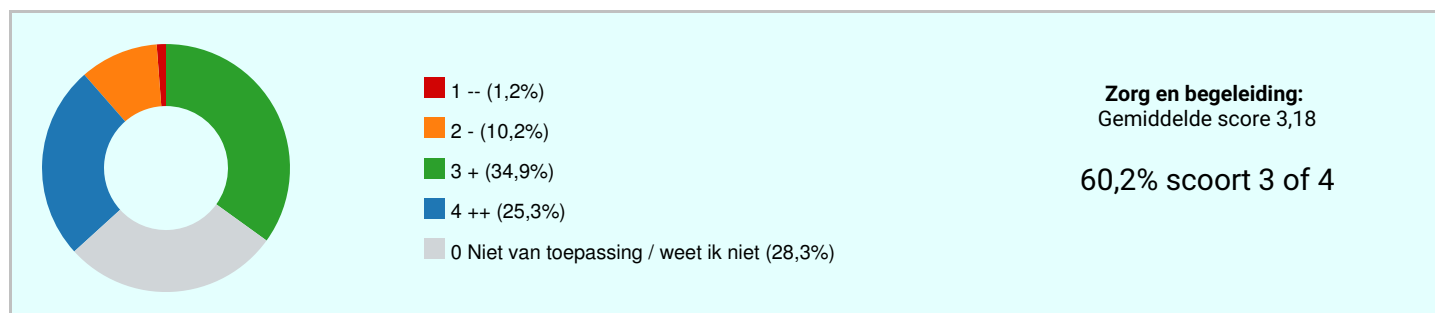 1 -- (1,2%)
2 - (10,2%)
3 + (34,9%)
4 ++ (25,3%)
0 Niet van toepassing / weet ik niet (28,3%)
Zorg en begeleiding:
Gemiddelde score 3,18
60,2% scoort 3 of 4